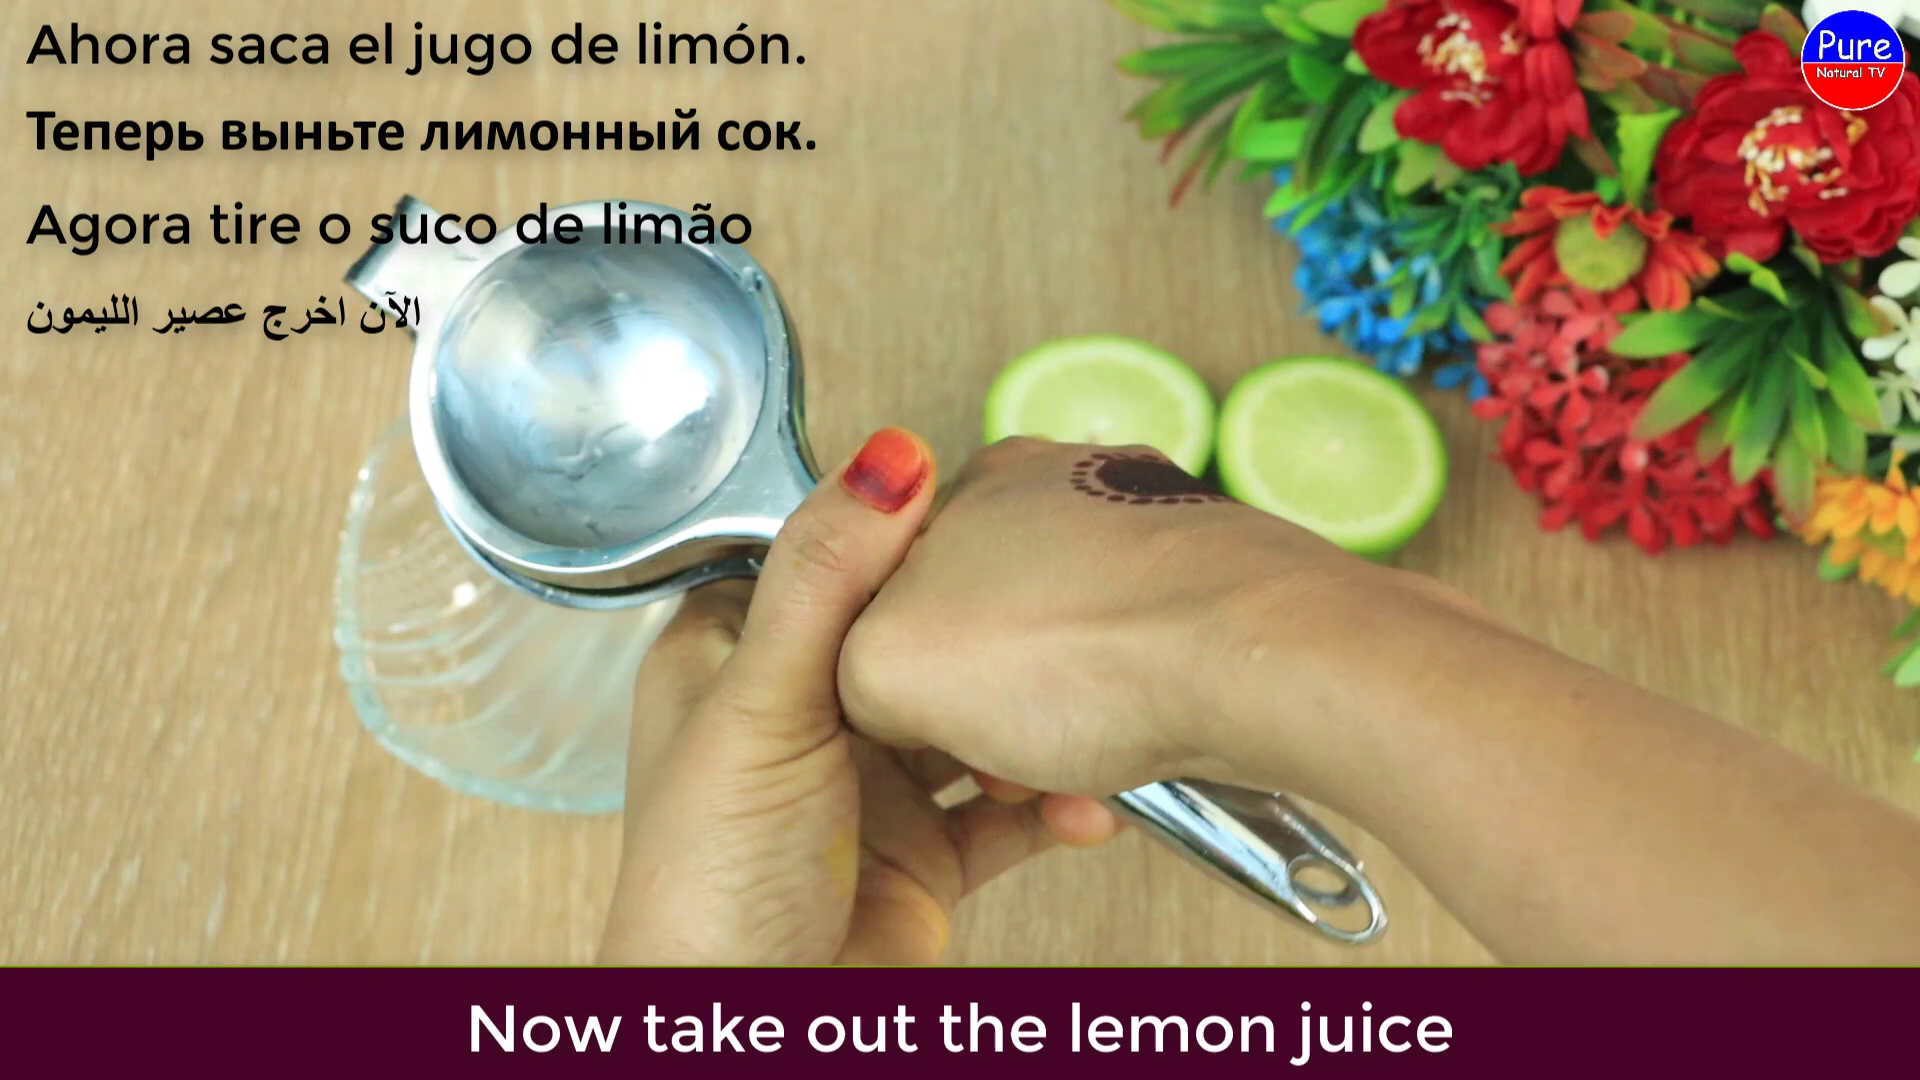 Ahora saca el jugo de limón.
Теперь выньте лимонный сок.
Agora tire o suco de limão
الآن اخرج عصير الليمون
Pure
Natural TV
Now take out the lemon juice